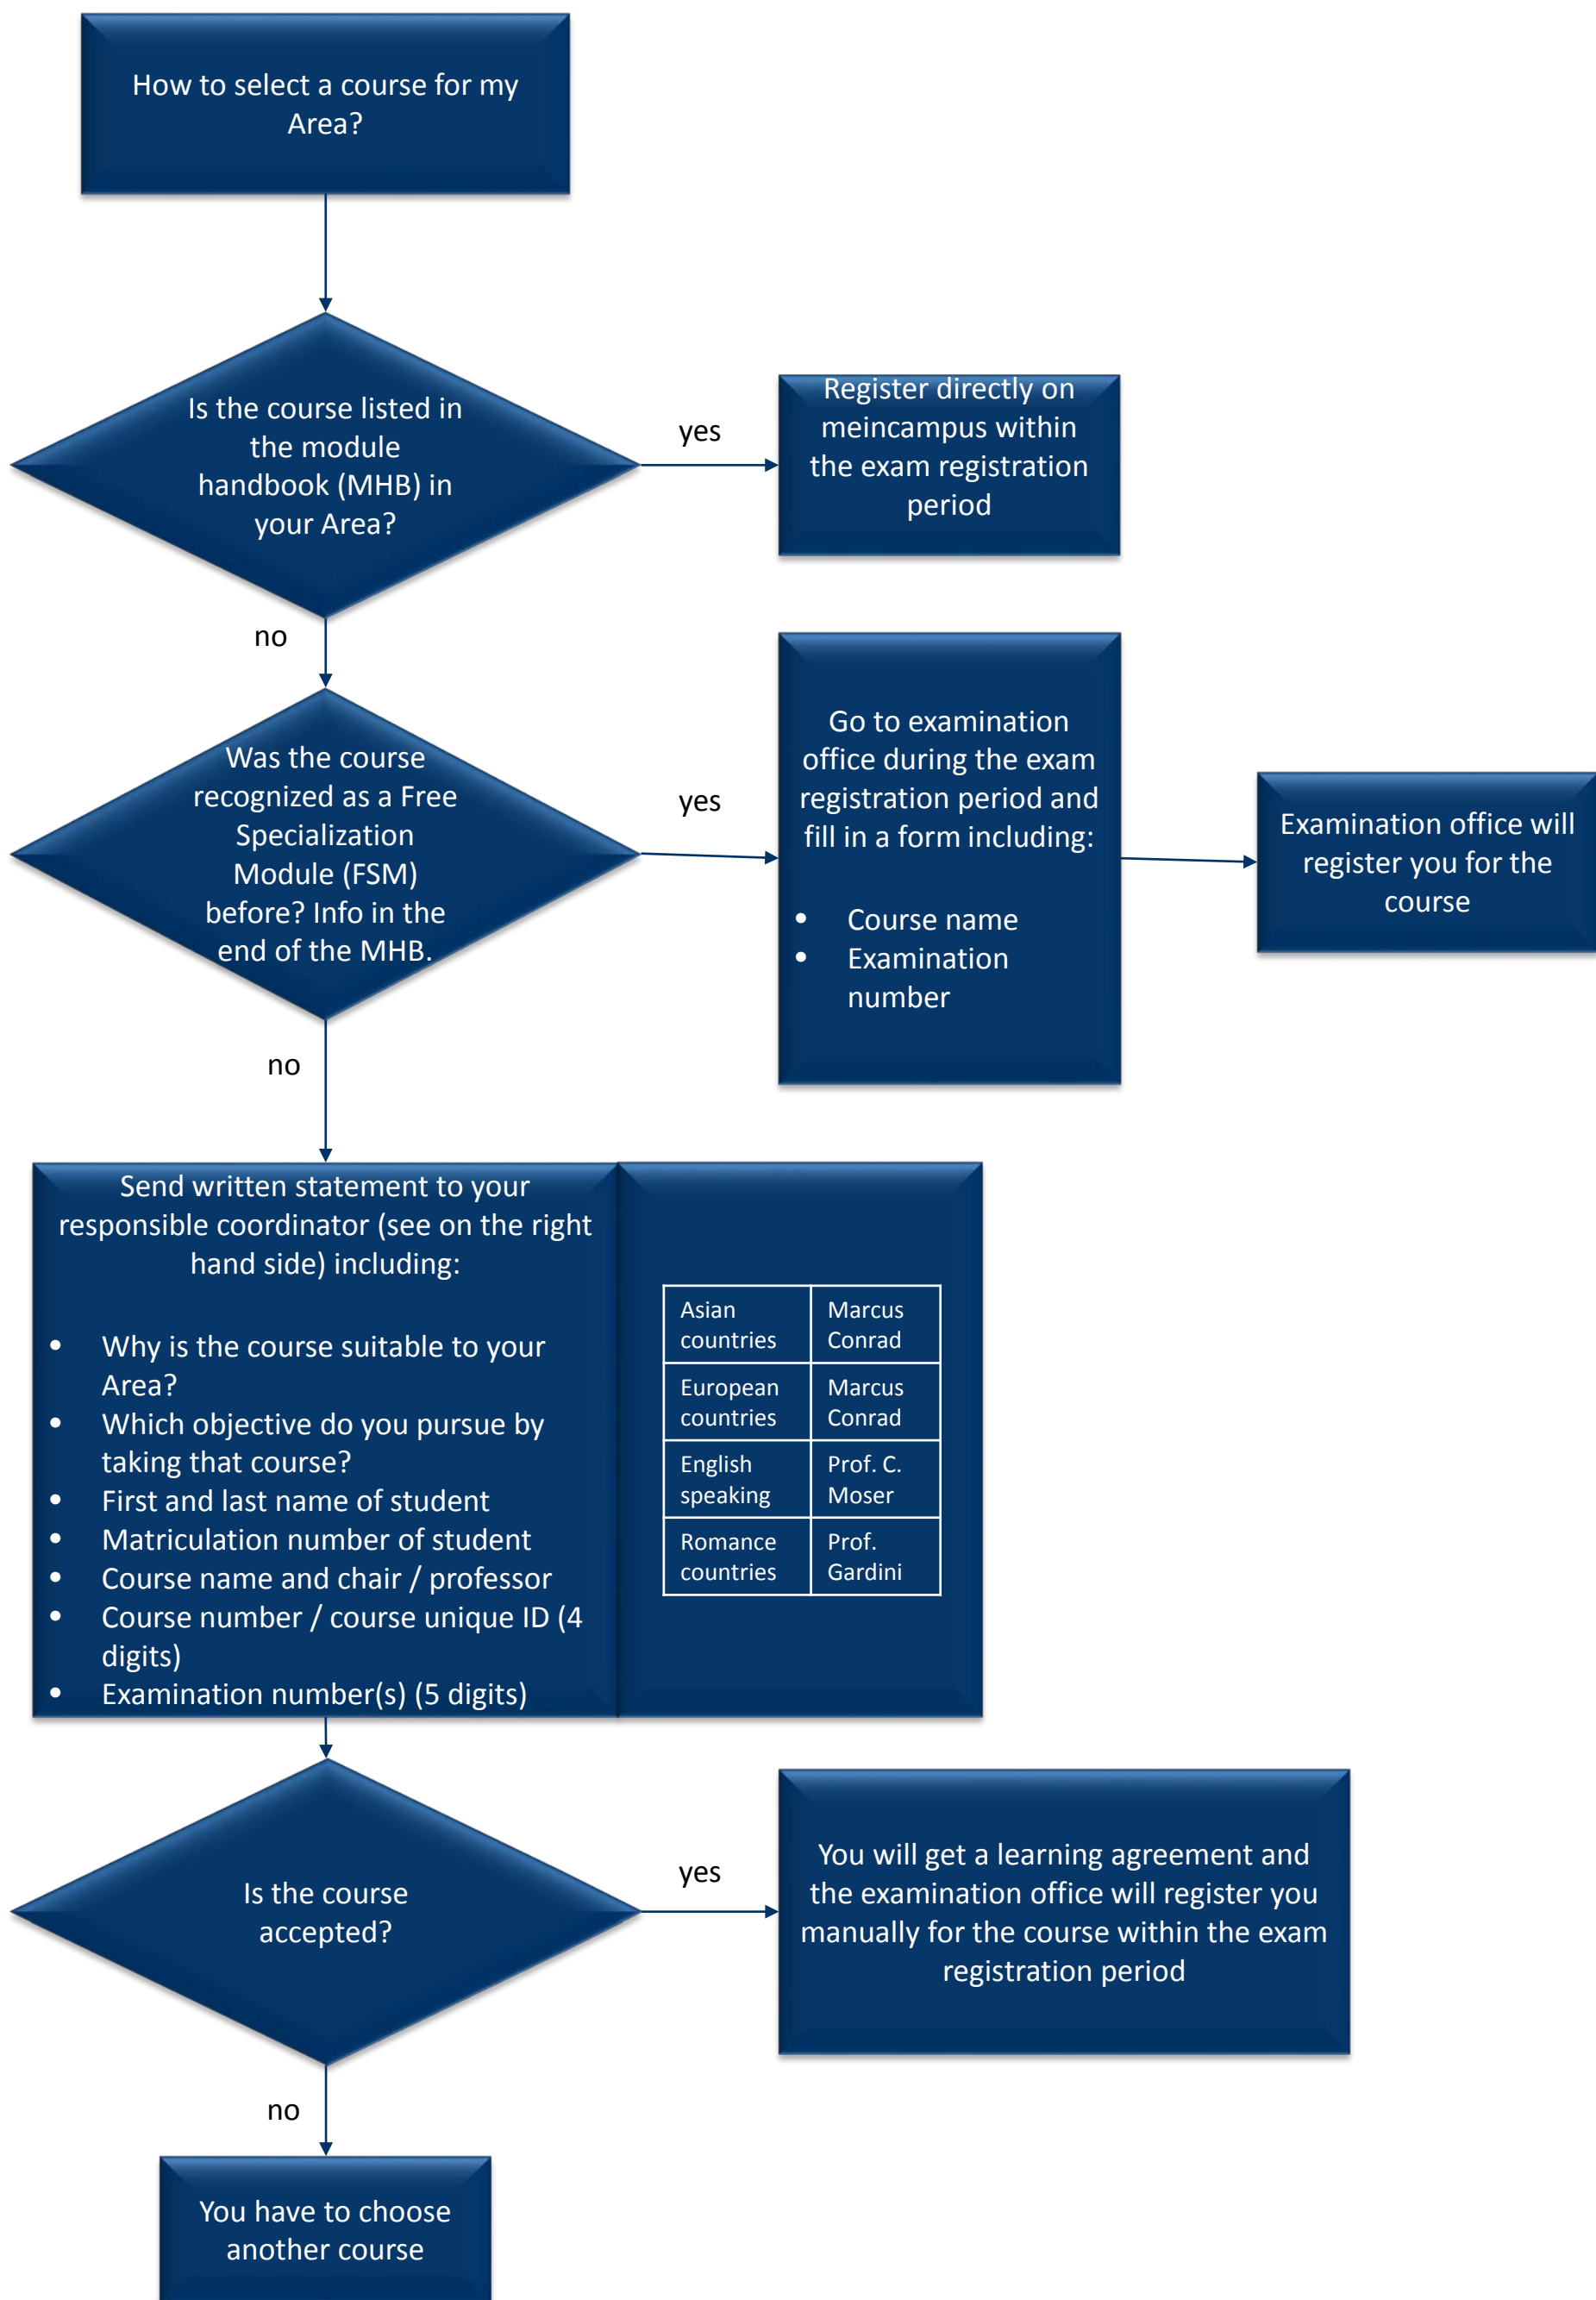 How to select a course for my
Area?
Is the course listed in
the module
handbook (MHB) in
your Area?
yes
Register directly on
meincampus within
the exam registration
period
no
Was the course
recognized as a Free
Specialization
Module (FSM)
before? Info in the
end of the MHB.
yes
Go to examination
office during the exam
registration period and
fill in a form including:
• Course name
• Examination
number
Examination office will
register you for the
course
no
Send written statement to your
responsible coordinator (see on the right
hand side) including:
• Why is the course suitable to your
Area?
• Which objective do you pursue by
taking that course?
• First and last name of student
• Matriculation number of student
• Course name and chair / professor
• Course number / course unique ID (4
digits)
• Examination number(s) (5 digits)
Asian
countries
Marcus
Conrad
European
countries
Marcus
Conrad
English
speaking
Prof. C.
Moser
Romance
countries
Prof.
Gardini
Is the course
accepted?
yes
You will get a learning agreement and
the examination office will register you
manually for the course within the exam
registration period
no
You have to choose
another course